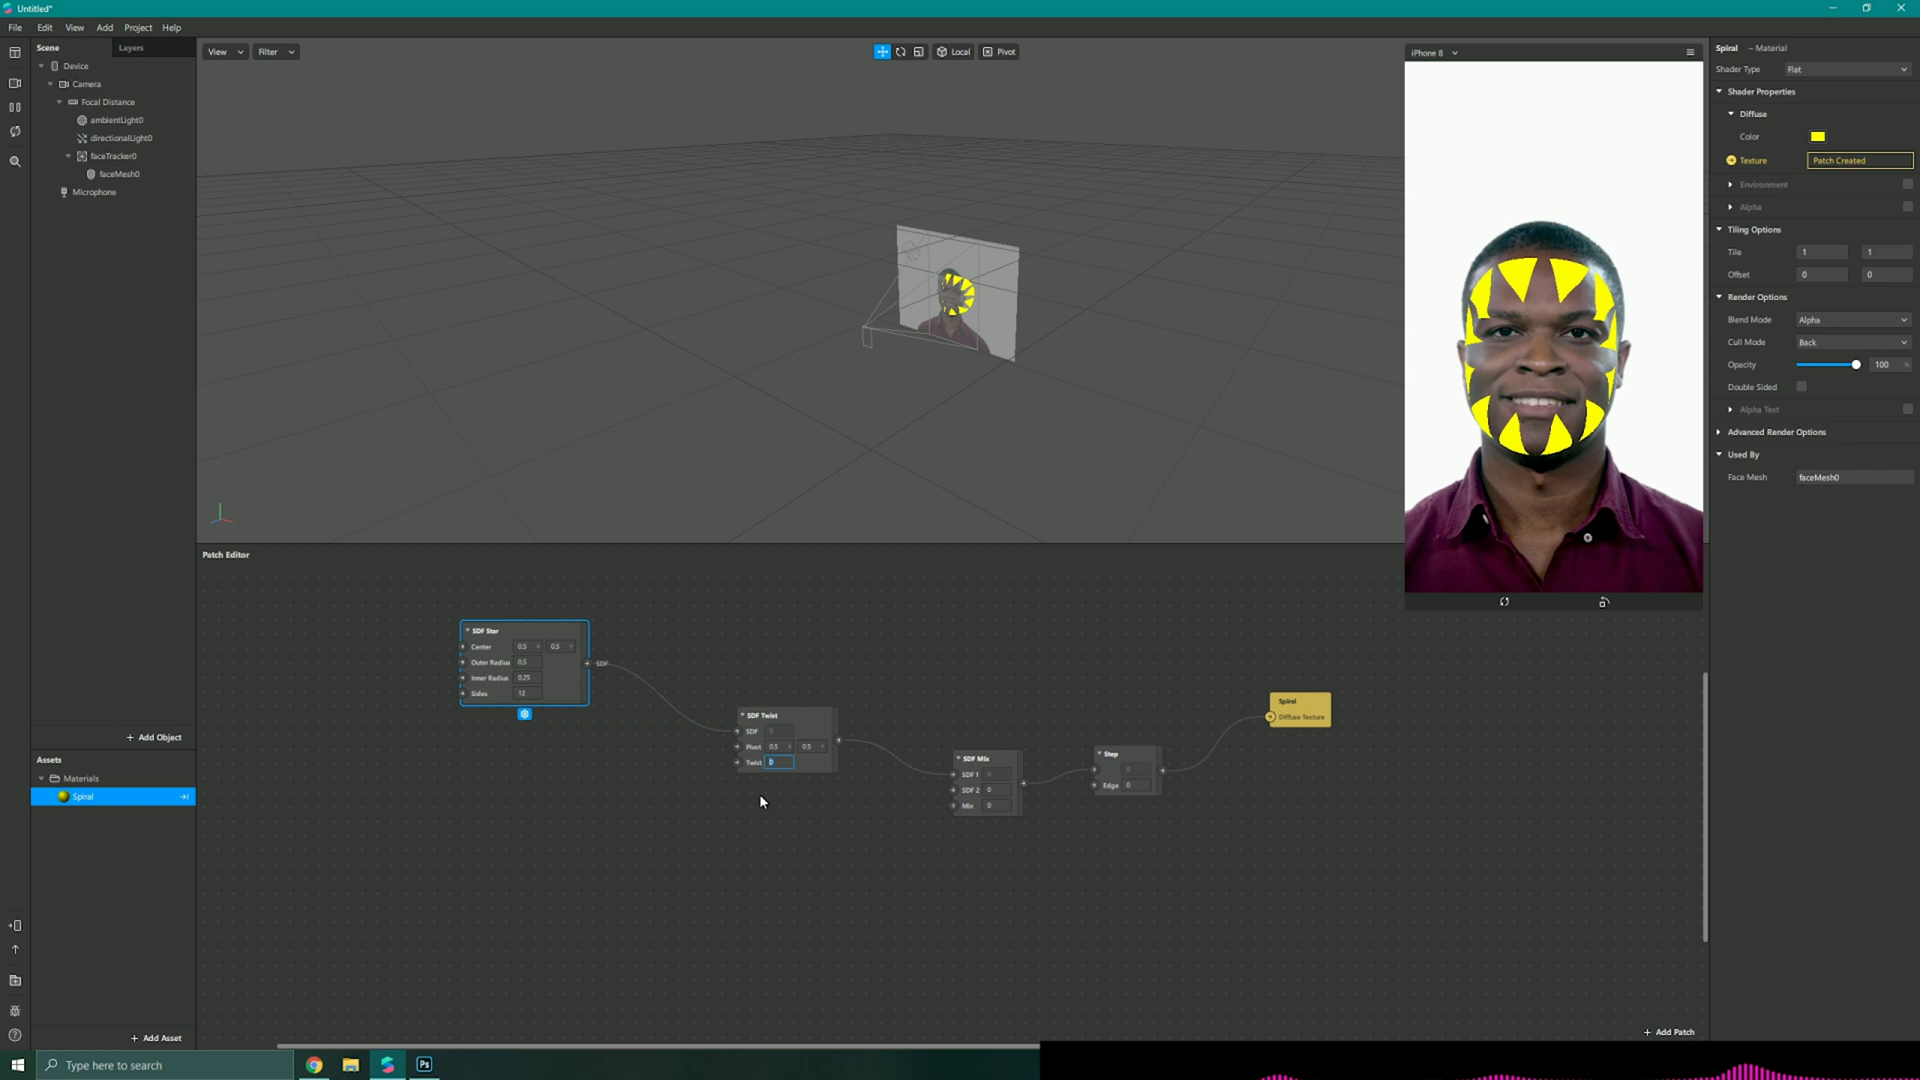 Untitled*
File Edit View Add Project Help
Scene Layers
Device
Camera
Focal Distance
ambientLight0
directionalLight0
faceTracker0
faceMesh0
Microphone
+ Add Object
Assets
Materials
Spiral
+ Add Asset
View Filter
Local Pivot
iPhone 8
Patch Editor
SDF Star
Center 0.5 X 0.5 Y
Outer Radius 0.5
Inner Radius 0.25
Sides 12
SDF
SDF Twist
SDF 0
Pivot 0.5 X 0.5 Y
Twist 0
SDF Mix
SDF 1 0
SDF 2 0
Mix 0
Step
0
Edge 0
Spiral
Diffuse Texture
+ Add Patch
Spiral – Material
Shader Type Flat
Shader Properties
Diffuse
Color
Texture Patch Created
Environment
Alpha
Tiling Options
Tile 1 1
Offset 0 0
Render Options
Blend Mode Alpha
Cull Mode Back
Opacity 100 %
Double Sided
Alpha Test
Advanced Render Options
Used By
Face Mesh faceMesh0
Type here to search
Ps